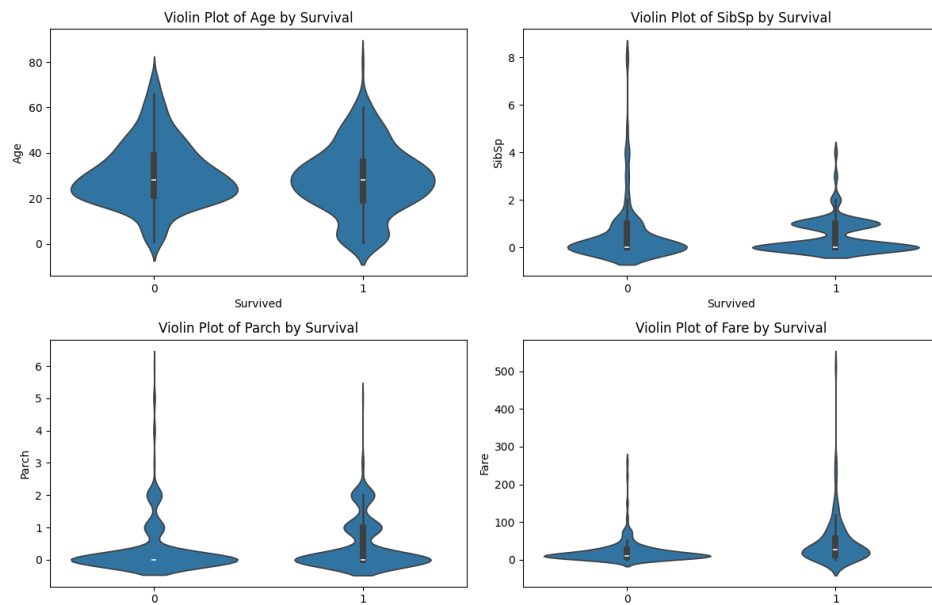 Violin Plot of Age by Survival
80
60
40
20
0
Age
0 1
Survived
Violin Plot of SibSp by Survival
8
6
4
2
0
SibSp
0 1
Survived
Violin Plot of Parch by Survival
6
5
4
3
2
1
0
Parch
0 1
Violin Plot of Fare by Survival
500
400
300
200
100
0
Fare
0 1